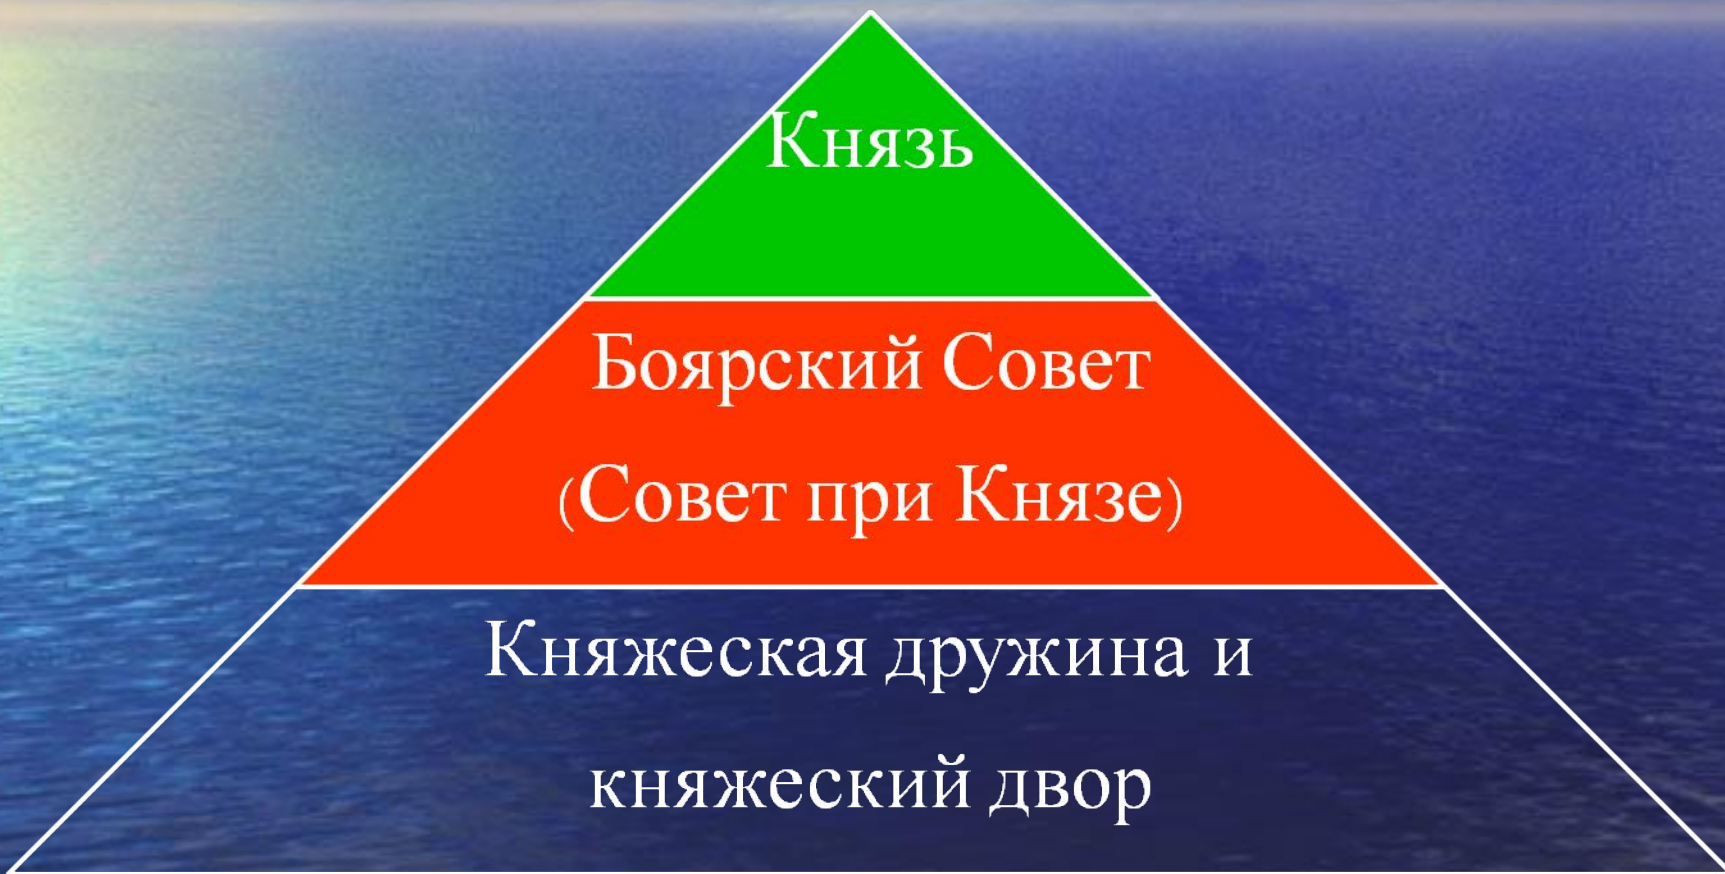 Князь
Боярский Совет
(Совет при Князе)
Княжеская дружина и
княжеский двор